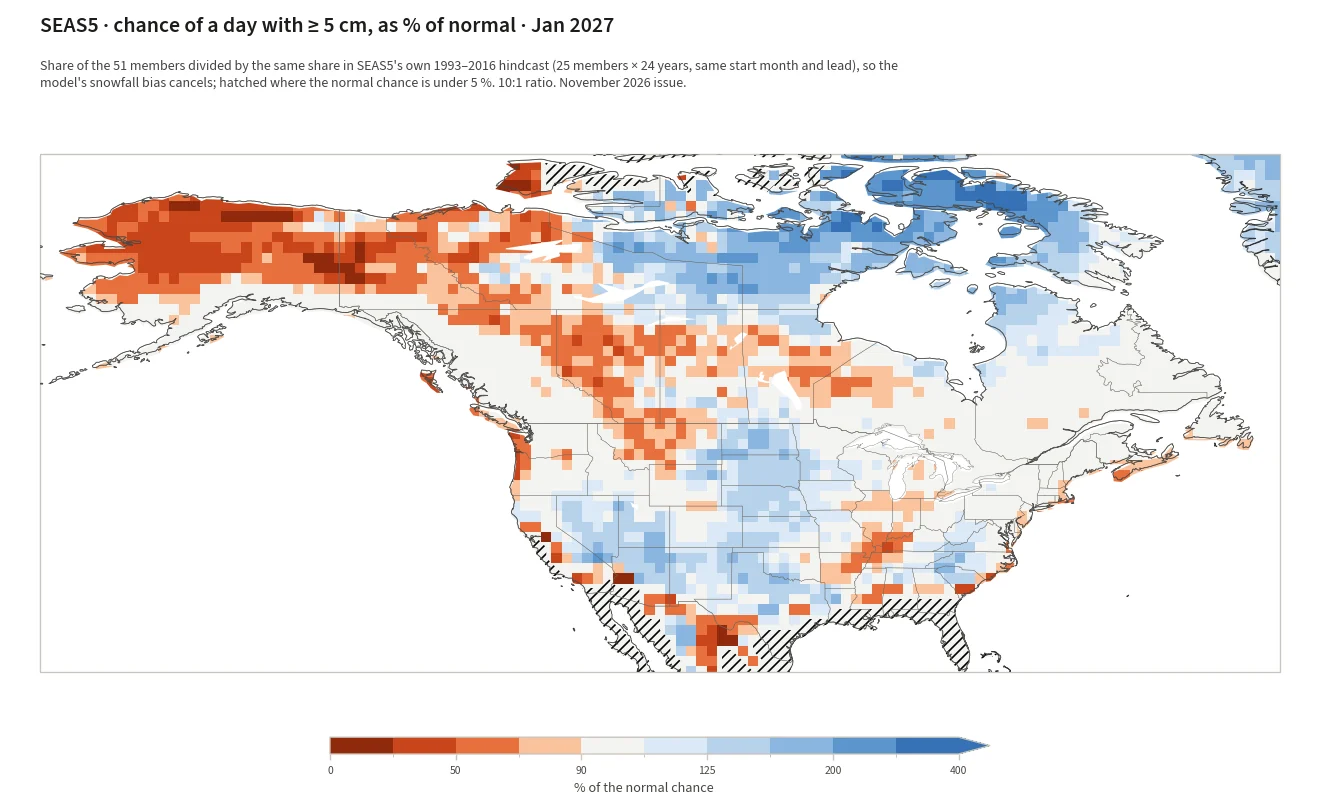 SEAS5 · chance of a day with ≥ 5 cm, as % of normal · Jan 2027
Share of the 51 members divided by the same share in SEAS5's own 1993–2016 hindcast (25 members × 24 years, same start month and lead), so the
model's snowfall bias cancels; hatched where the normal chance is under 5 %. 10:1 ratio. November 2026 issue.
0 50 90 125 200 400
% of the normal chance